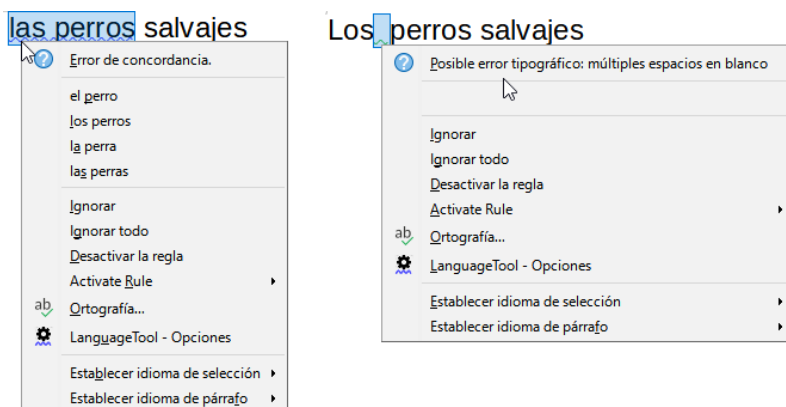 las perros salvajes
Error de concordancia.
el perro
los perros
la perra
las perras
Ignorar
Ignorar todo
Desactivar la regla
Activate Rule
Ortografía...
LanguageTool - Opciones
Establecer idioma de selección
Establecer idioma de párrafo
Los  perros salvajes
Posible error tipográfico: múltiples espacios en blanco
Ignorar
Ignorar todo
Desactivar la regla
Activate Rule
Ortografía...
LanguageTool - Opciones
Establecer idioma de selección
Establecer idioma de párrafo